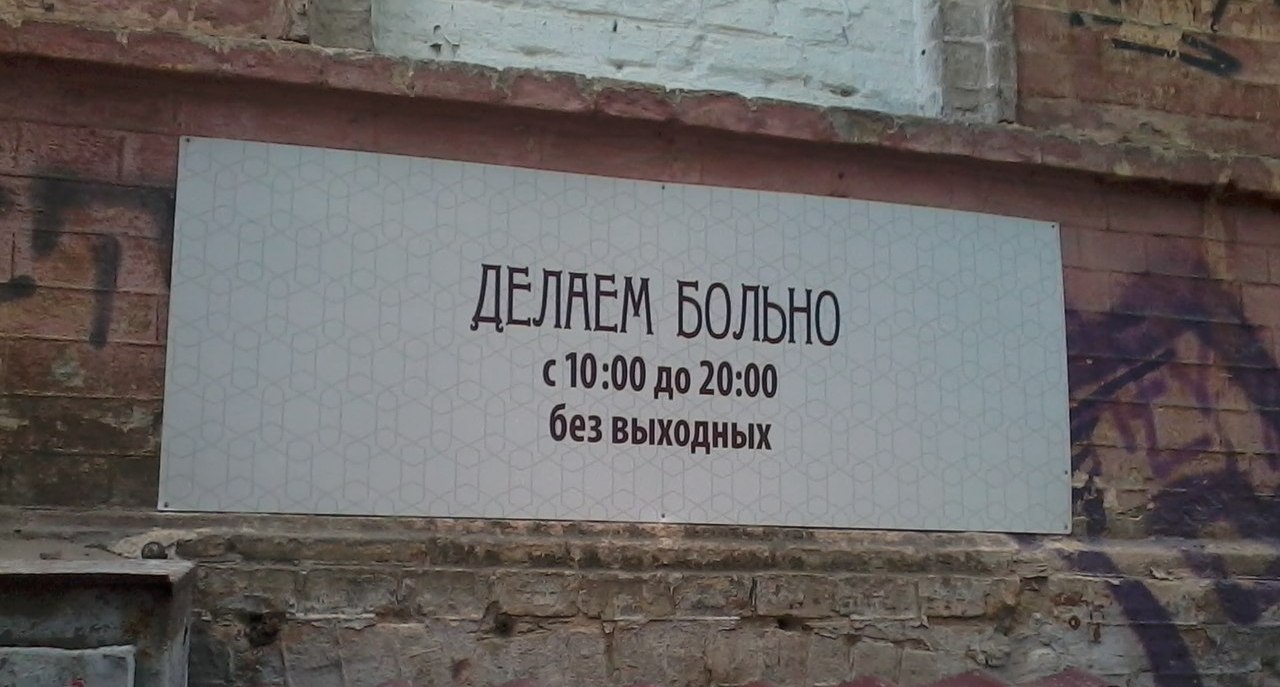 ДЕЛАЕМ БОЛЬНО
с 10:00 до 20:00
без выходных